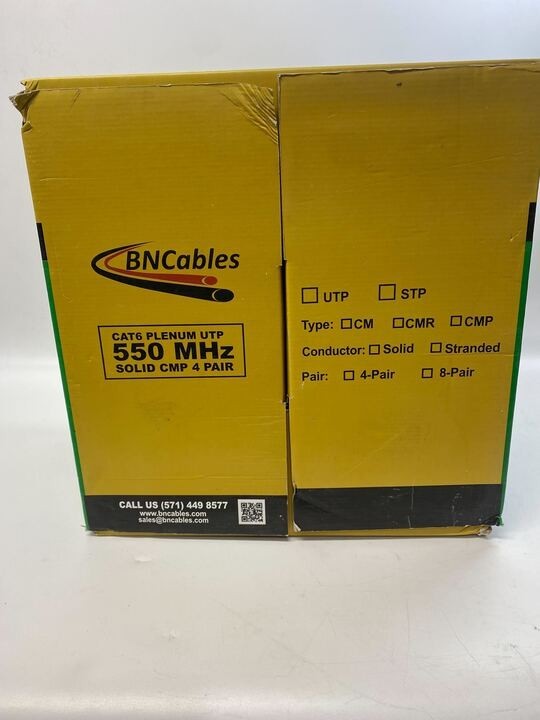 BNCables
CAT6 PLENUM UTP
550 MHz
SOLID CMP 4 PAIR
CALL US (571) 449 8577
www.bncables.com
sales@bncables.com
UTP STP
Type: CM CMR CMP
Conductor: Solid Stranded
Pair: 4-Pair 8-Pair